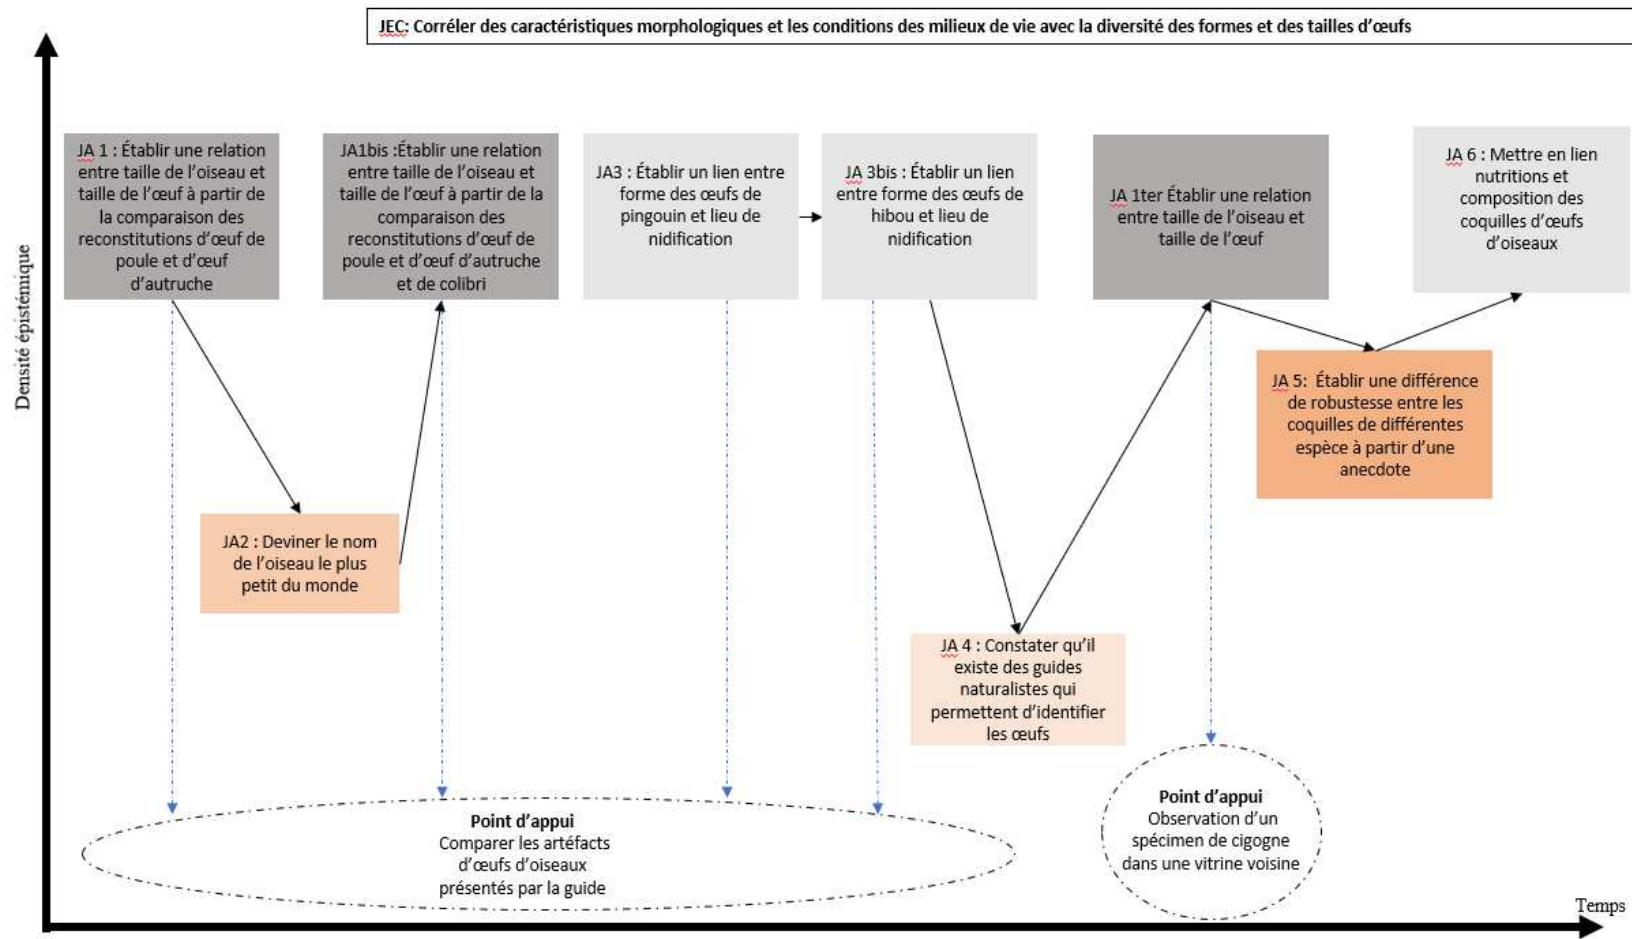 JEC: Corréler des caractéristiques morphologiques et les conditions des milieux de vie avec la diversité des formes et des tailles d’œufs
Densité épistémique
JA 1 : Établir une relation
entre taille de l’oiseau et
taille de l’œuf à partir de
la comparaison des
reconstitutions d’œuf de
poule et d’œuf
d’autruche
JA1bis :Établir une relation
entre taille de l’oiseau et
taille de l’œuf à partir de la
comparaison des
reconstitutions d’œuf de
poule et d’œuf d’autruche
et de colibri
JA3 : Établir un lien entre
forme des œufs de
pingouin et lieu de
nidification
JA 3bis : Établir un lien
entre forme des œufs de
hibou et lieu de
nidification
JA 1ter Établir une relation
entre taille de l’oiseau et
taille de l’œuf
JA 6 : Mettre en lien
nutritions et
composition des
coquilles d’œufs
d’oiseaux
JA 5:  Établir une différence
de robustesse entre les
coquilles de différentes
espèce à partir d’une
anecdote
JA2 : Deviner le nom
de l’oiseau le plus
petit du monde
JA 4 : Constater qu’il
existe des guides
naturalistes qui
permettent d’identifier
les œufs
Point d’appui
Comparer les artéfacts
d’œufs d’oiseaux
présentés par la guide
Point d’appui
Observation d’un
spécimen de cigogne
dans une vitrine voisine
Temps